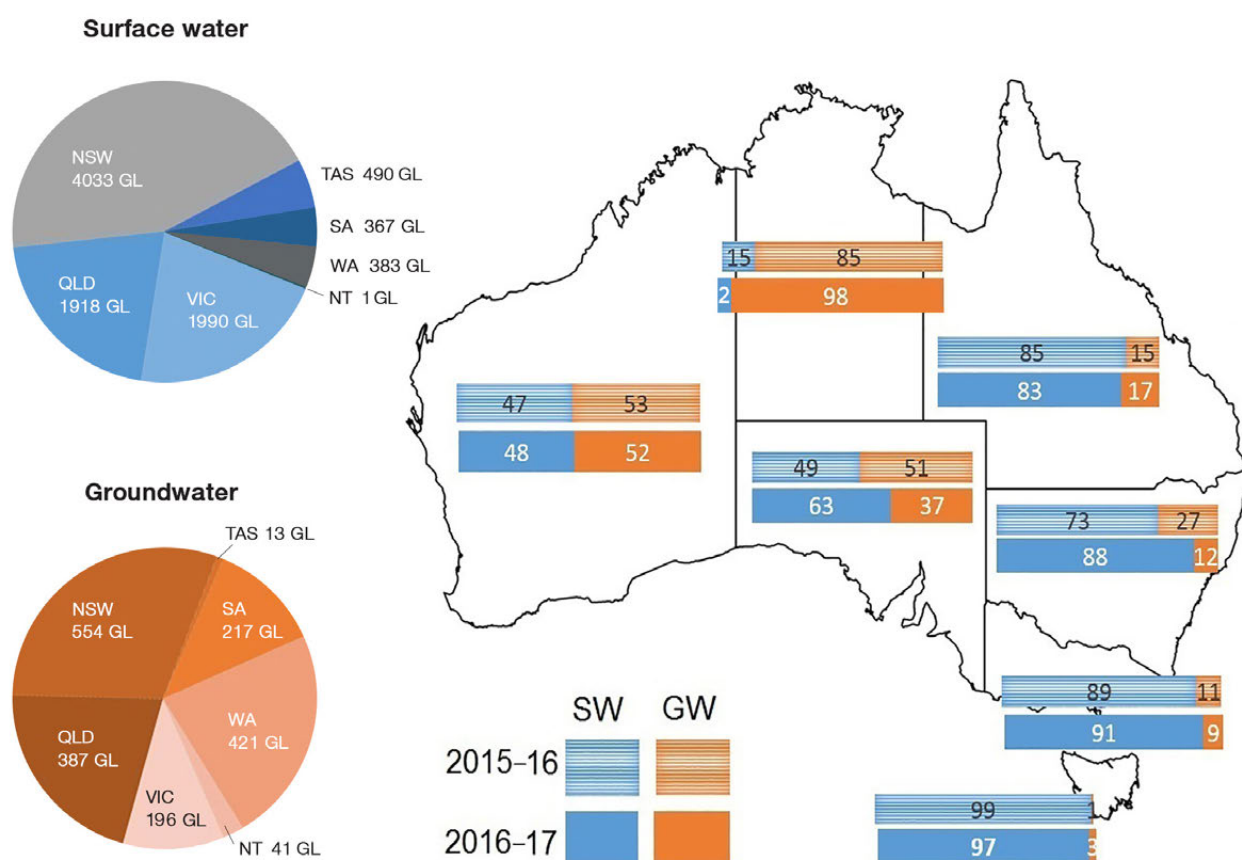 Surface water
NSW
4033 GL
TAS 490 GL
SA 367 GL
WA 383 GL
NT 1 GL
QLD
1918 GL
VIC
1990 GL
Groundwater
TAS 13 GL
NSW
554 GL
SA
217 GL
WA
421 GL
QLD
387 GL
VIC
196 GL
NT 41 GL
15 85
2 98
85 15
83 17
47 53
48 52
49 51
63 37
73 27
88 12
89 11
91 9
99 1
97 3
SW GW
2015–16
2016–17